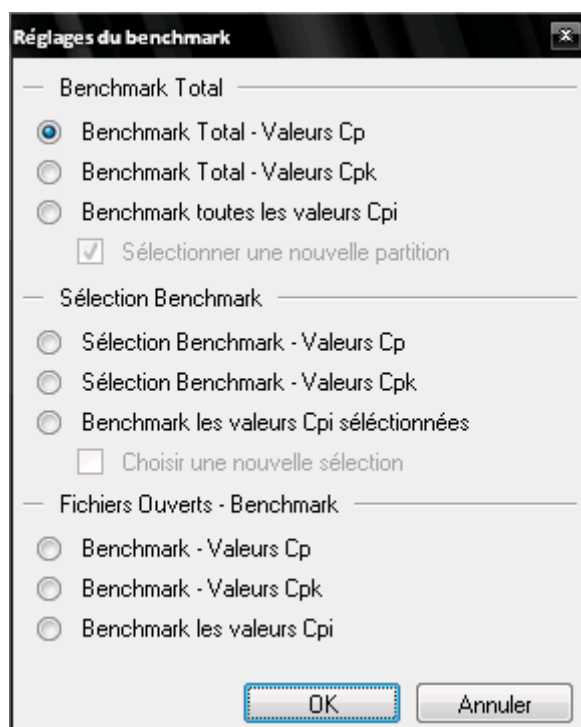 Réglages du benchmark
Benchmark Total
Benchmark Total - Valeurs Cp
Benchmark Total - Valeurs Cpk
Benchmark toutes les valeurs Cpi
Sélectionner une nouvelle partition
Sélection Benchmark
Sélection Benchmark - Valeurs Cp
Sélection Benchmark - Valeurs Cpk
Benchmark les valeurs Cpi séléctionnées
Choisir une nouvelle sélection
Fichiers Ouverts - Benchmark
Benchmark - Valeurs Cp
Benchmark - Valeurs Cpk
Benchmark les valeurs Cpi
OK
Annuler